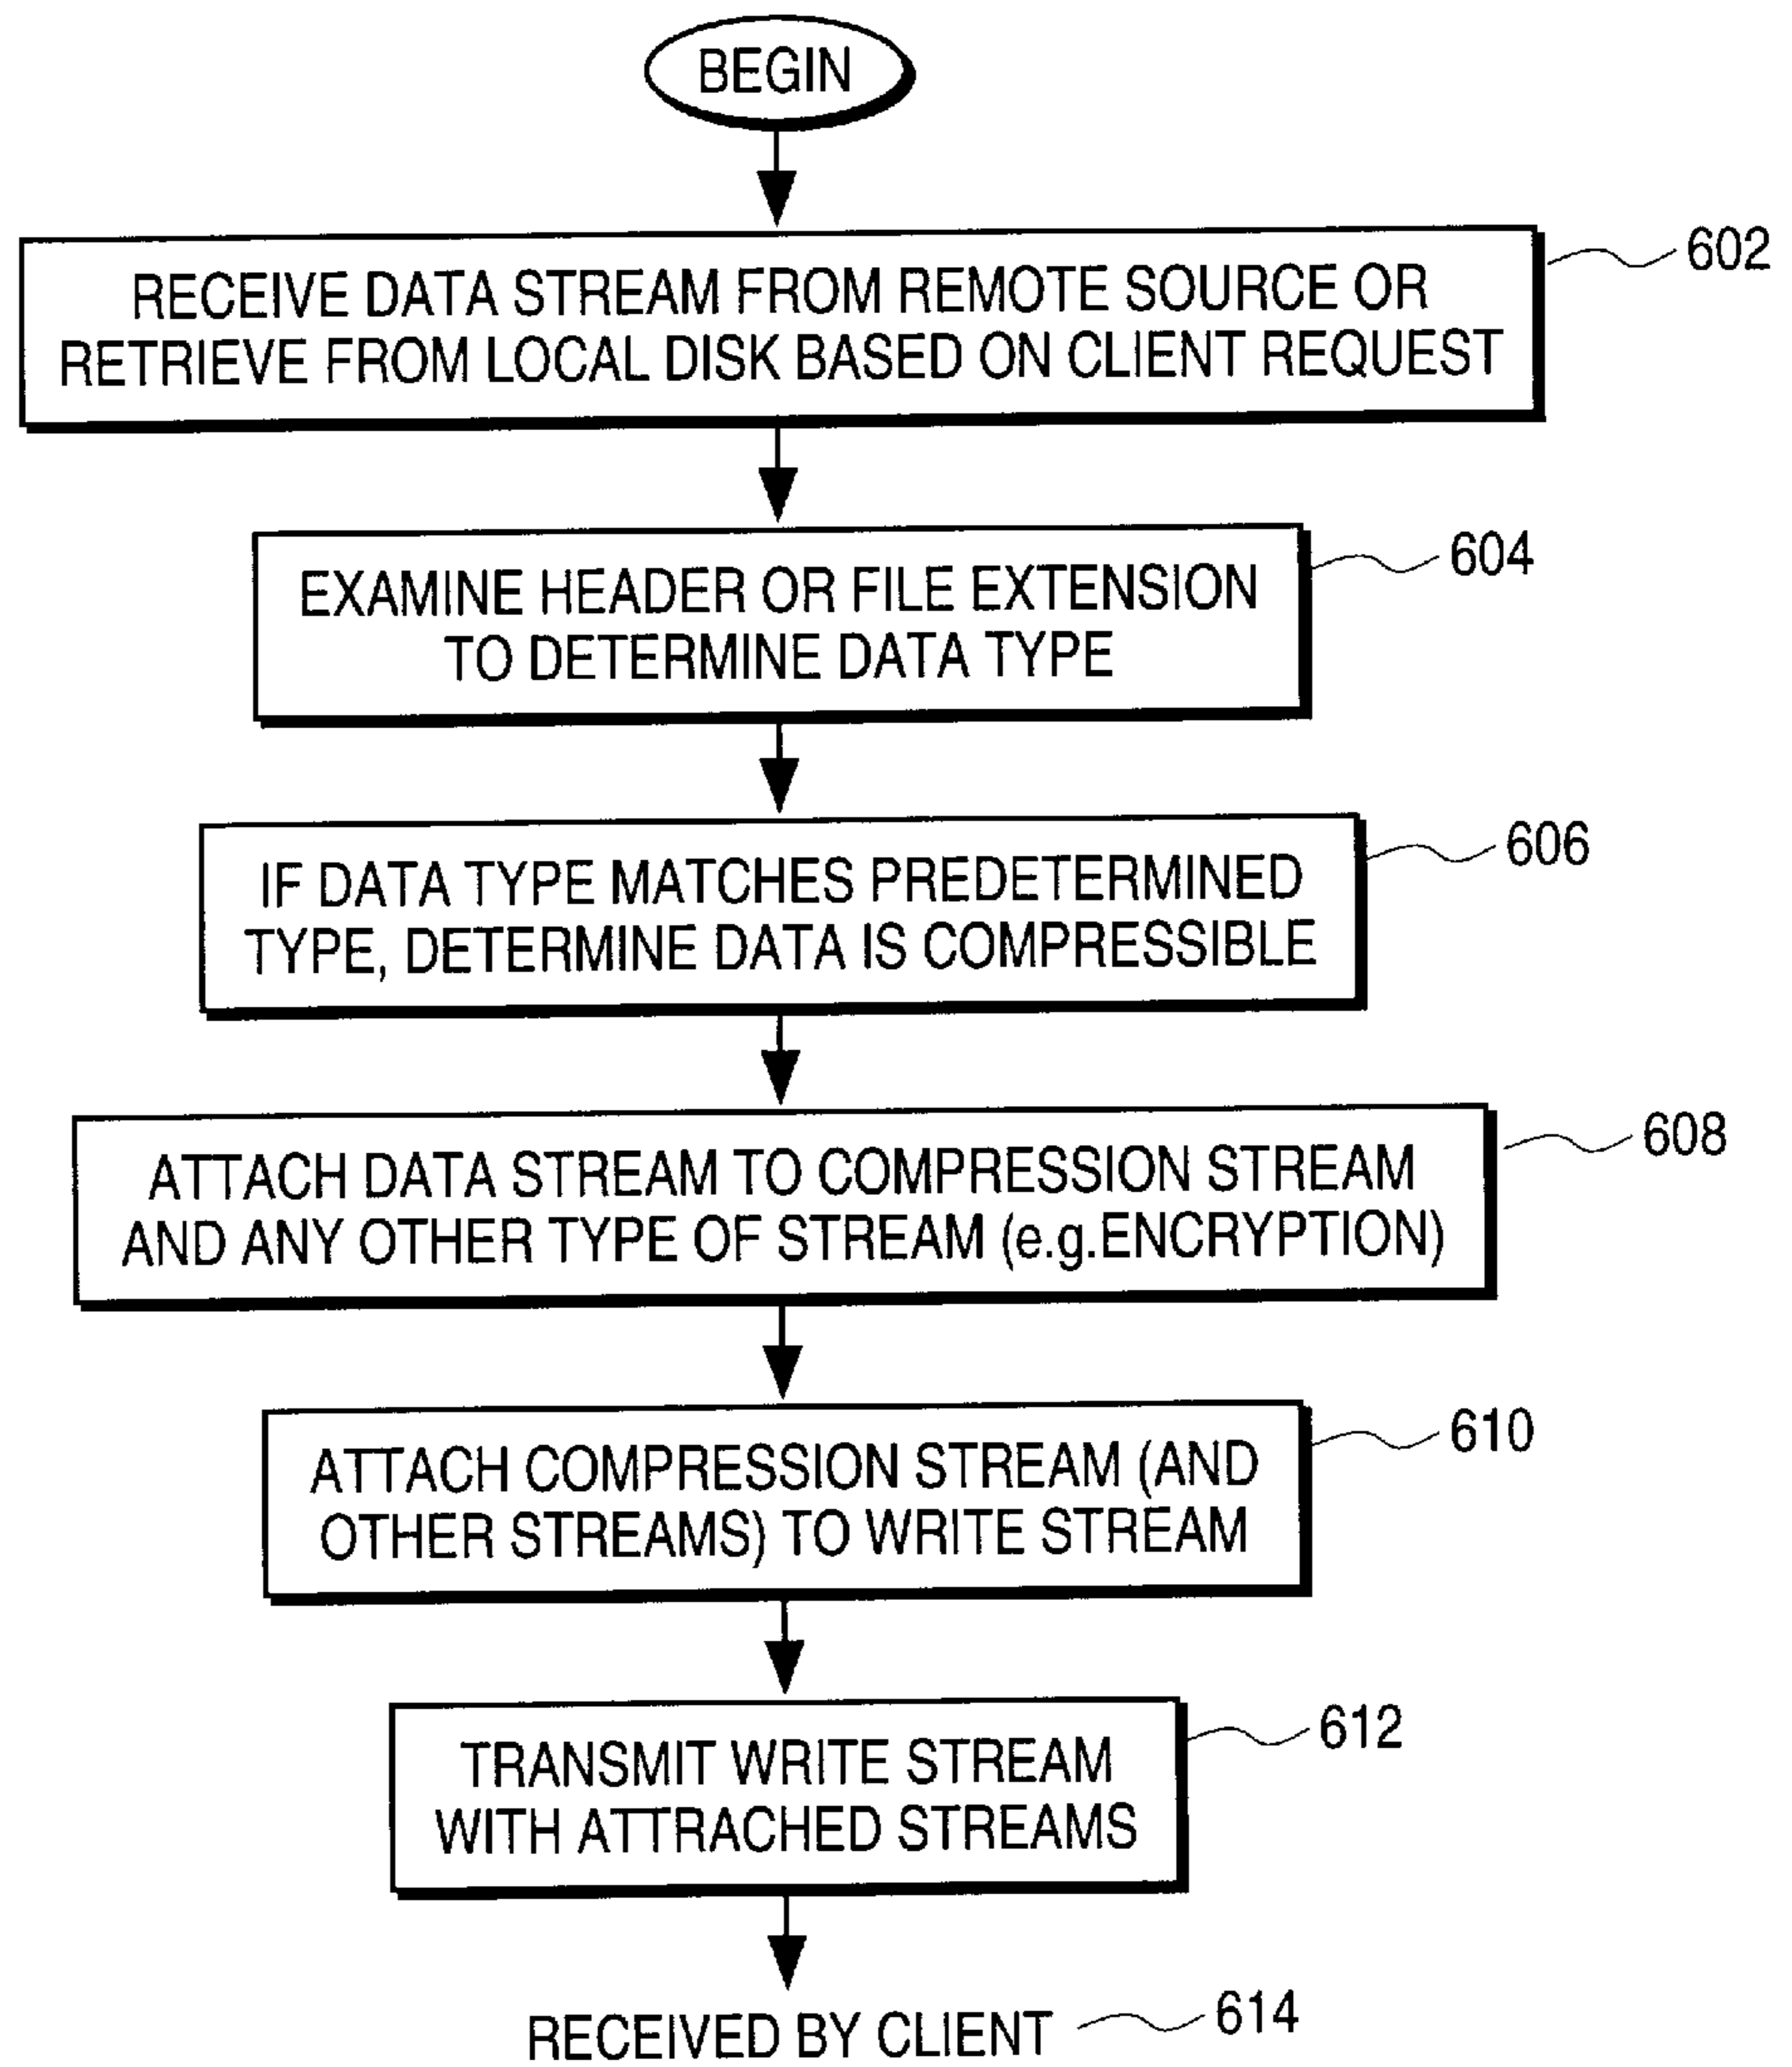 BEGIN
RECEIVE DATA STREAM FROM REMOTE SOURCE OR
RETRIEVE FROM LOCAL DISK BASED ON CLIENT REQUEST
602
EXAMINE HEADER OR FILE EXTENSION
TO DETERMINE DATA TYPE
604
IF DATA TYPE MATCHES PREDETERMINED
TYPE, DETERMINE DATA IS COMPRESSIBLE
606
ATTACH DATA STREAM TO COMPRESSION STREAM
AND ANY OTHER TYPE OF STREAM (e.g.ENCRYPTION)
608
ATTACH COMPRESSION STREAM (AND
OTHER STREAMS) TO WRITE STREAM
610
TRANSMIT WRITE STREAM
WITH ATTRACHED STREAMS
612
RECEIVED BY CLIENT
614